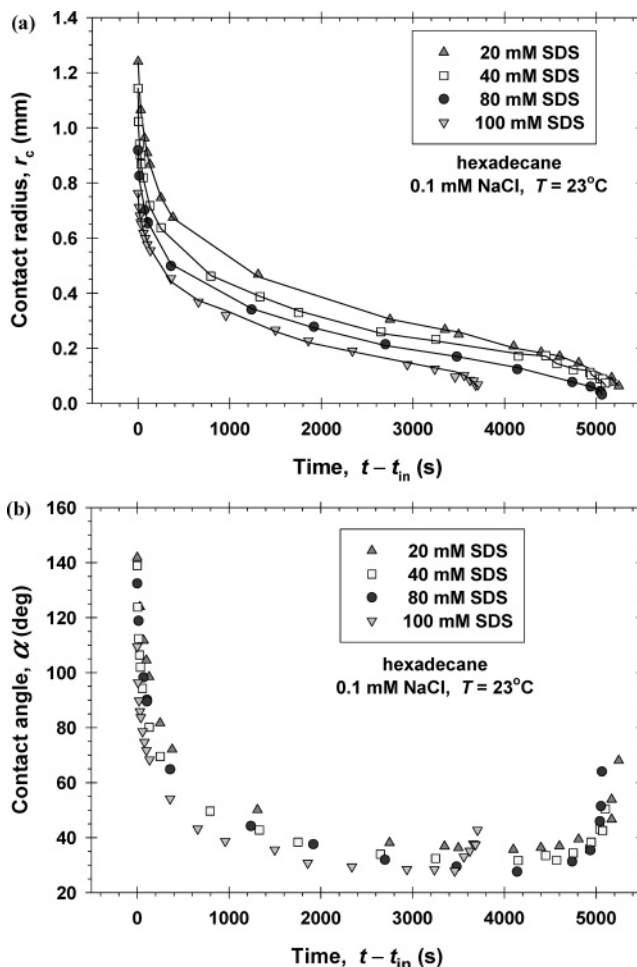 (a)
1.4
1.2
1.0
0.8
0.6
0.4
0.2
0.0
Contact radius, r_c (mm)
20 mM SDS
40 mM SDS
80 mM SDS
100 mM SDS
hexadecane
0.1 mM NaCl, T = 23°C
0 1000 2000 3000 4000 5000
Time, t – t_in (s)
(b)
160
140
120
100
80
60
40
20
Contact angle, α (deg)
20 mM SDS
40 mM SDS
80 mM SDS
100 mM SDS
hexadecane
0.1 mM NaCl, T = 23°C
0 1000 2000 3000 4000 5000
Time, t – t_in (s)